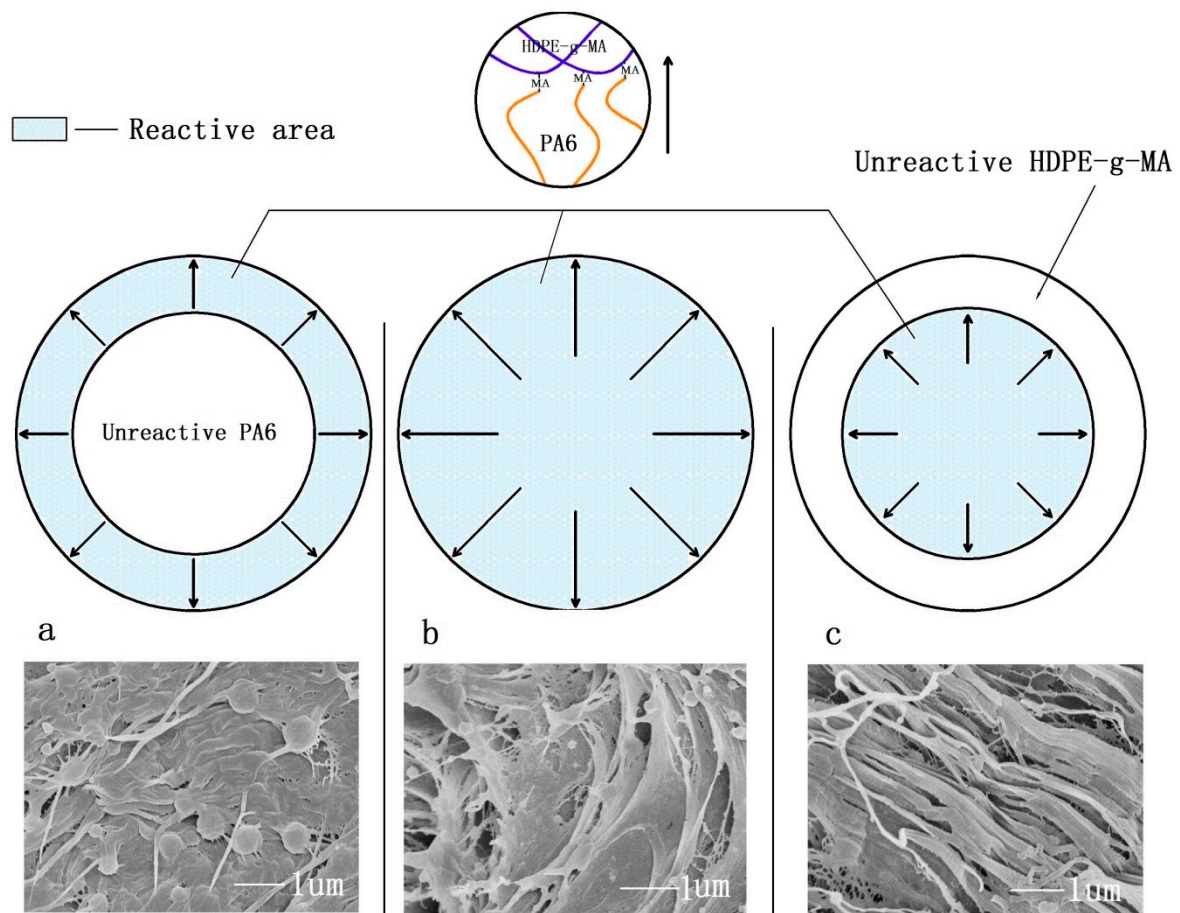 HDPE-g-MA
MA MA MA
PA6
Reactive area
Unreactive HDPE-g-MA
Unreactive PA6
a
b
c
1um
1um
1um